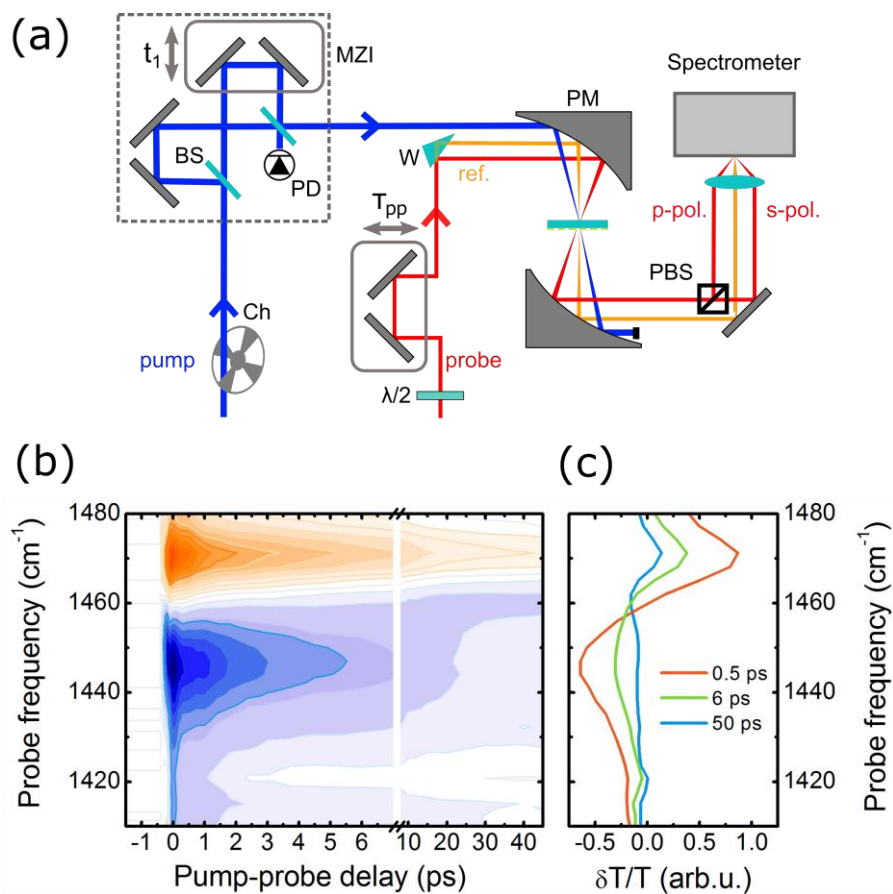 (a)
t1
MZI
BS
PD
PM
Spectrometer
W
ref.
Tpp
p-pol.
s-pol.
PBS
Ch
pump
probe
λ/2
(b)
(c)
Probe frequency (cm-1)
1480
1460
1440
1420
-1 0 1 2 3 4 5 6 10 20 30 40
Pump-probe delay (ps)
0.5 ps
6 ps
50 ps
-0.5 0.0 0.5 1.0
δT/T (arb.u.)
1480
1460
1440
1420
Probe frequency (cm-1)